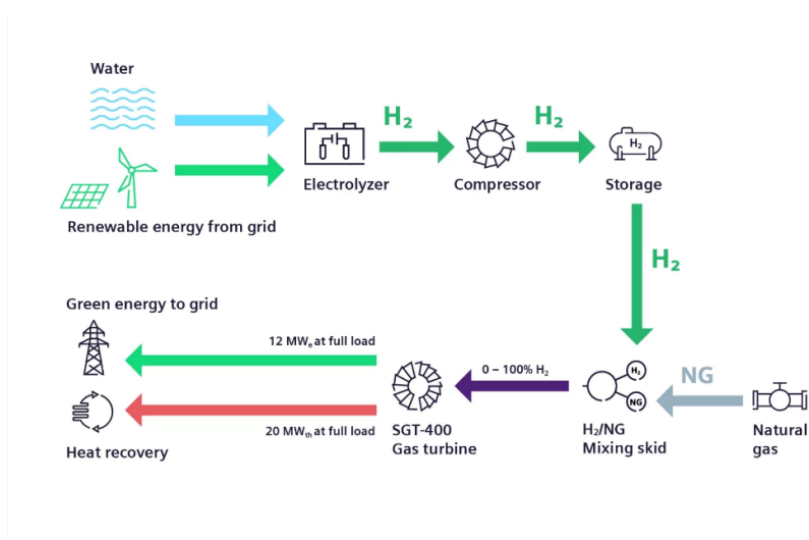 Water
H₂
H₂
H₂
Electrolyzer
Compressor
Storage
Renewable energy from grid
H₂
Green energy to grid
12 MWₑ at full load
0 – 100% H₂
H₂
NG
NG
20 MWₜₕ at full load
SGT-400
Gas turbine
H₂/NG
Mixing skid
Natural
gas
Heat recovery